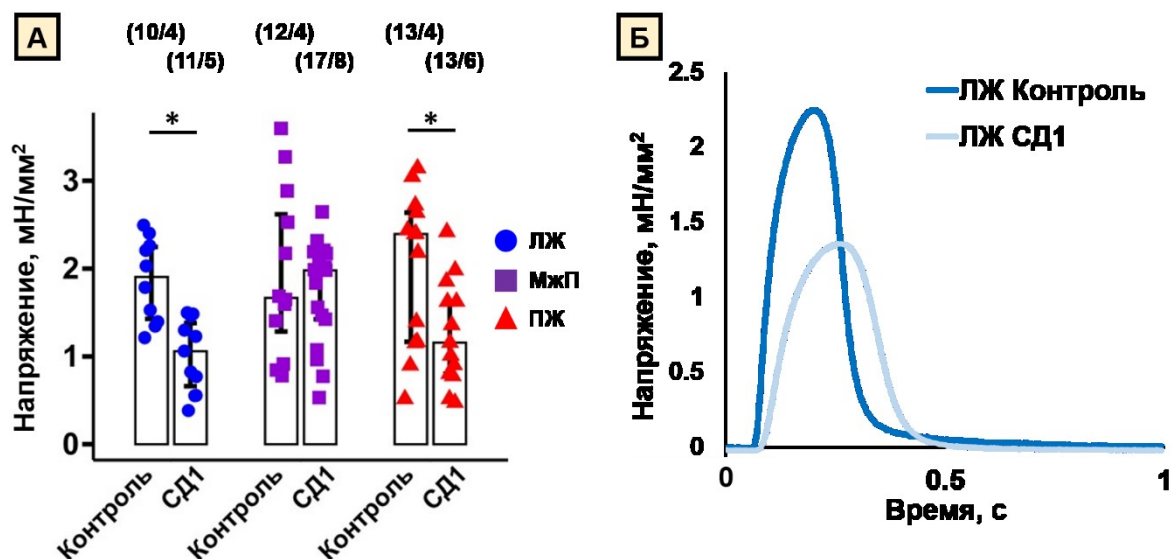 А
(10/4)
(11/5)
(12/4)
(17/8)
(13/4)
(13/6)
*
*
Напряжение, мН/мм²
3
2
1
0
Контроль
СД1
Контроль
СД1
Контроль
СД1
ЛЖ
МжП
ПЖ
Б
2.5
2
1.5
1
0.5
0
Напряжение, мН/мм²
ЛЖ Контроль
ЛЖ СД1
0
0.5
1
Время, с